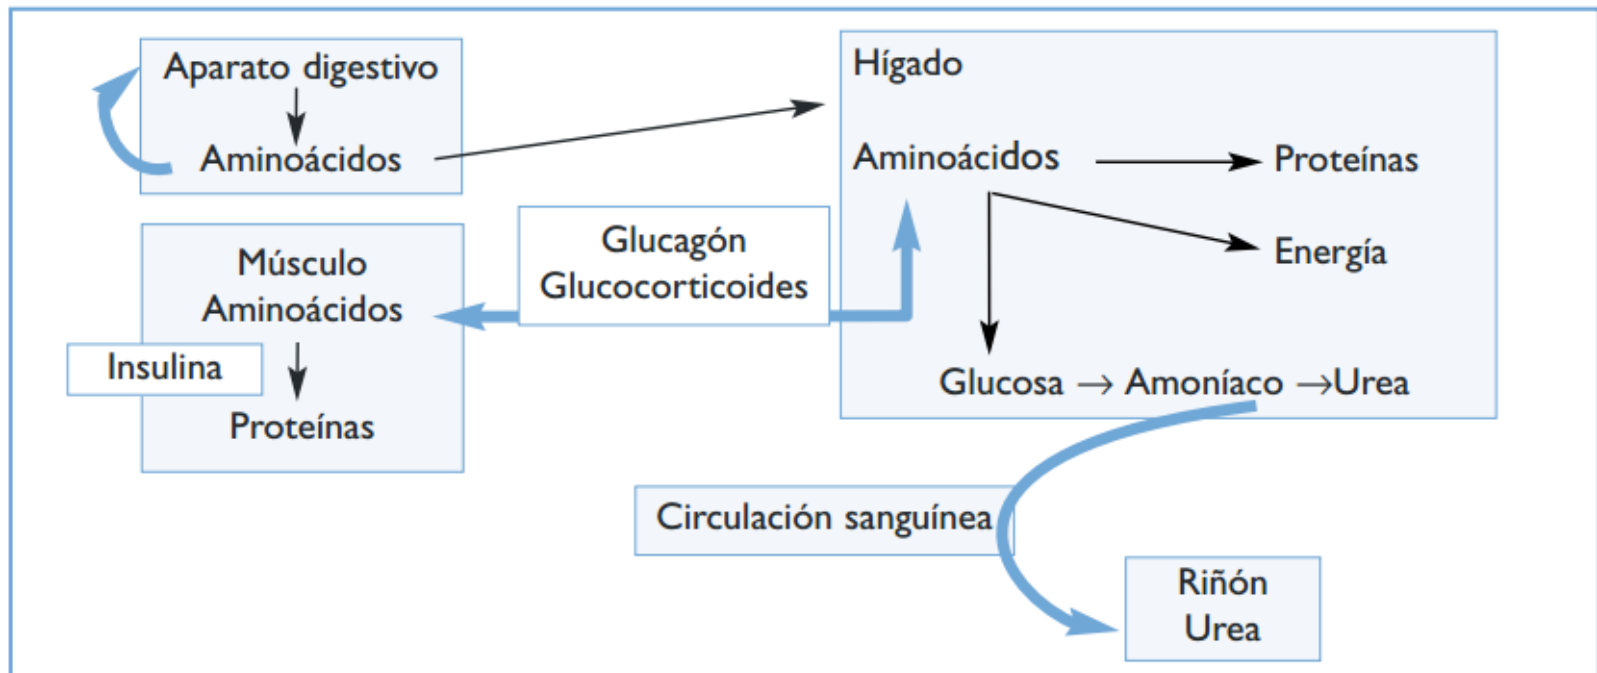 Aparato digestivo
Aminoácidos
Hígado
Aminoácidos
Proteínas
Energía
Glucosa → Amoníaco →Urea
Glucagón
Glucocorticoides
Músculo
Aminoácidos
Insulina
Proteínas
Circulación sanguínea
Riñón
Urea